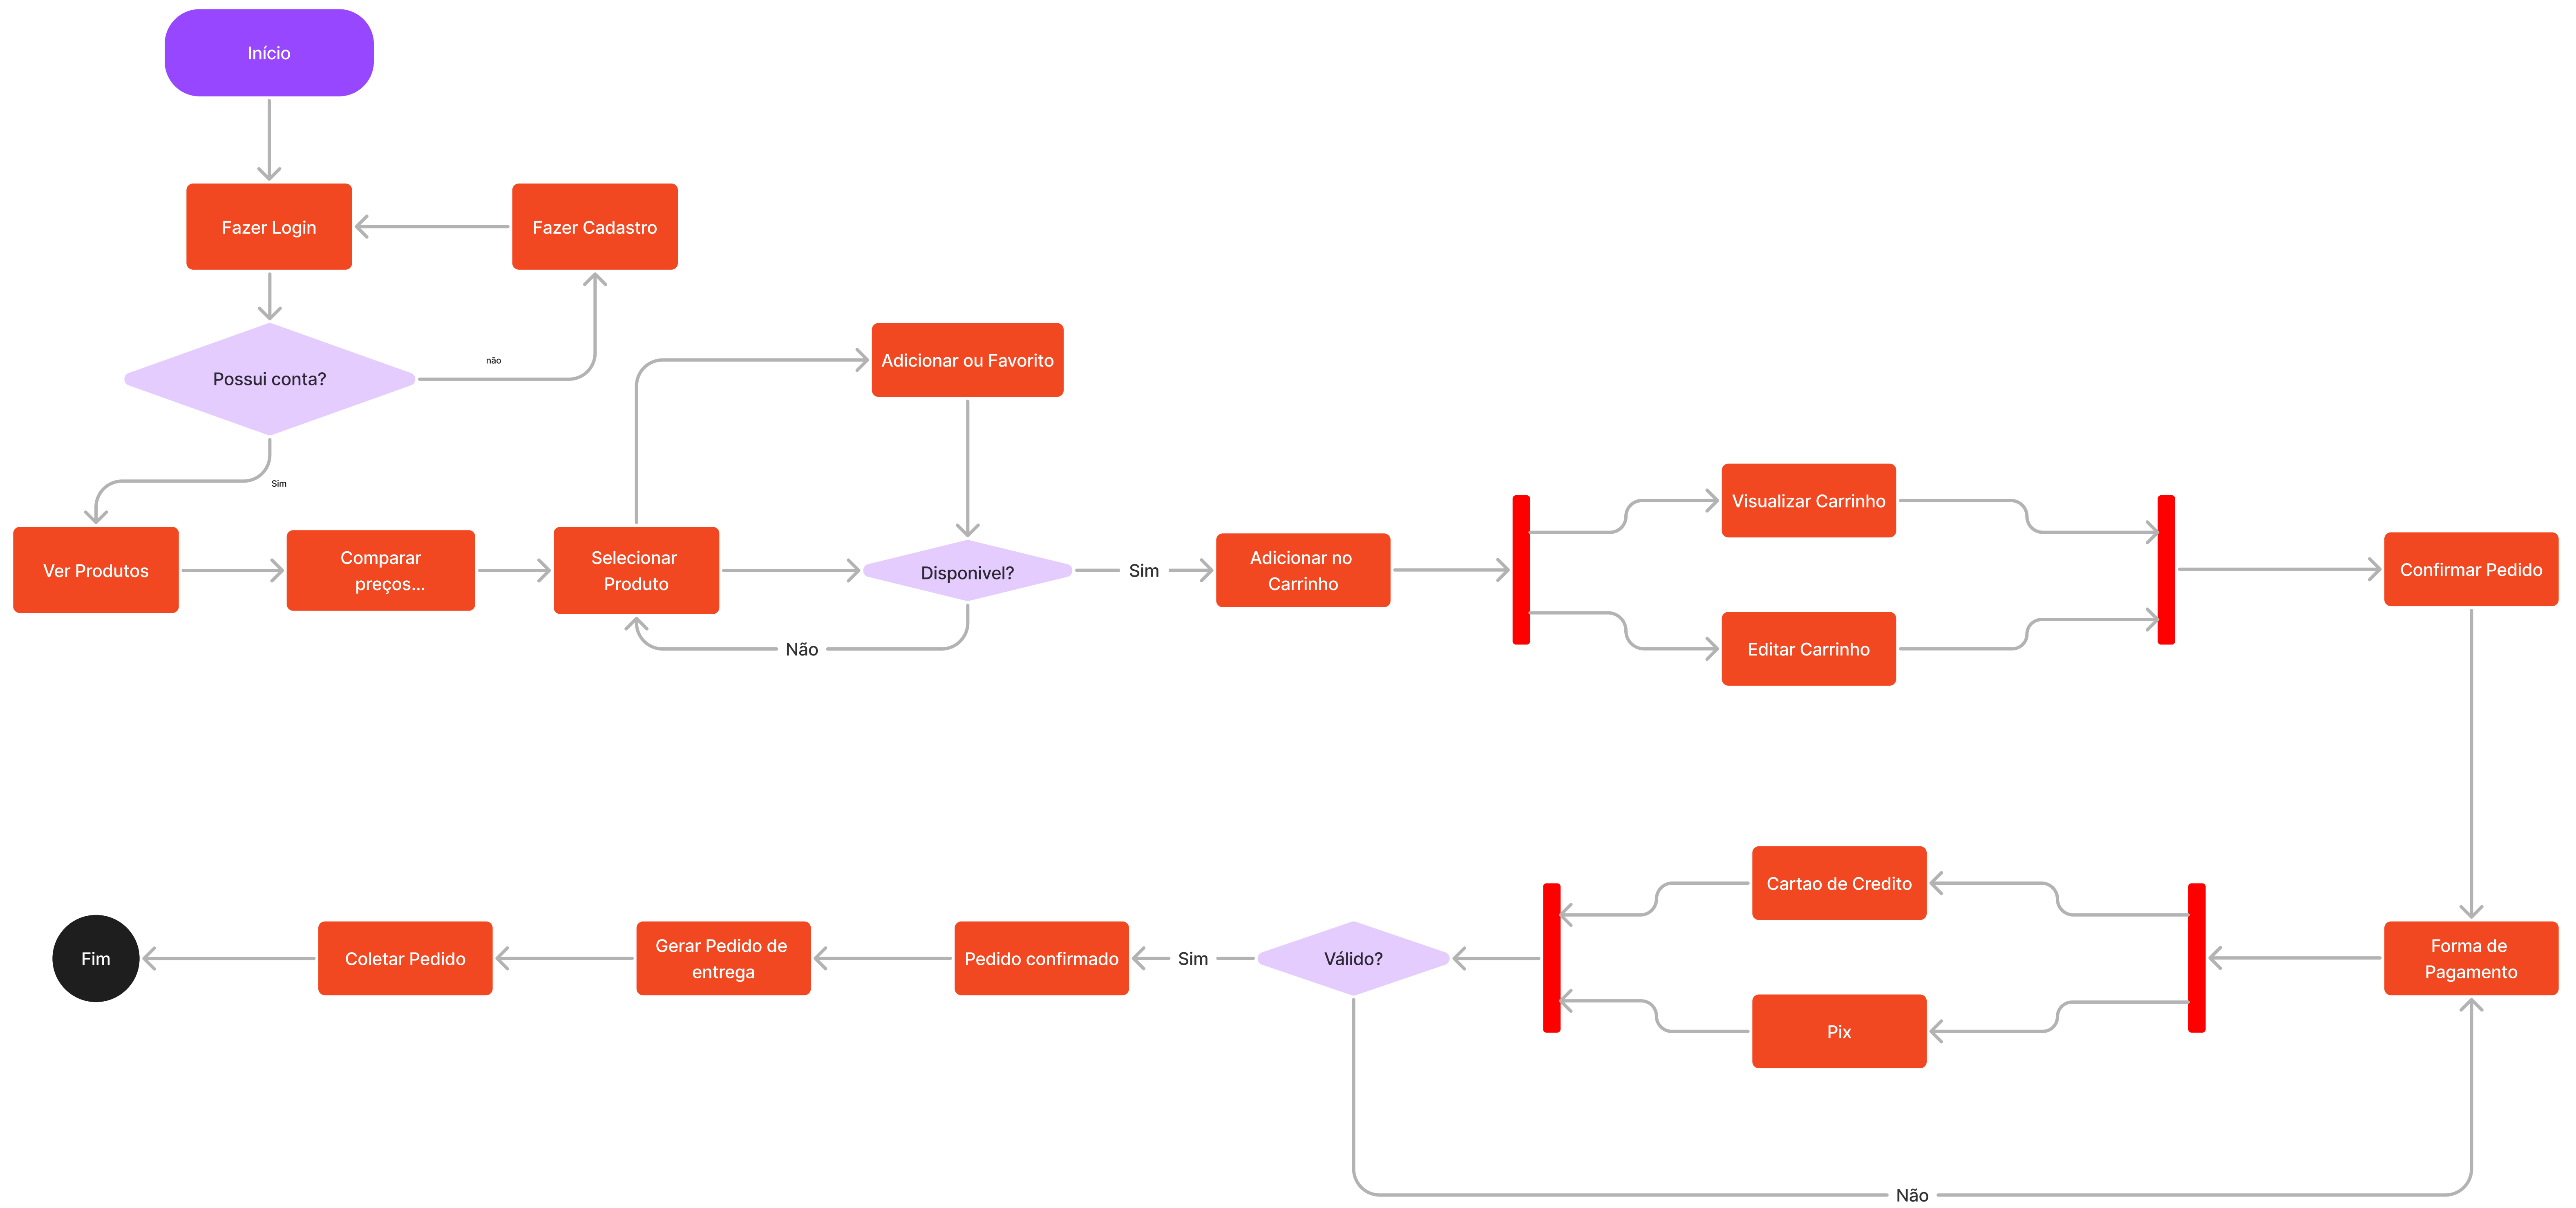 Início
Fazer Login
Fazer Cadastro
Possui conta?
não
Sim
Adicionar ou Favorito
Ver Produtos
Comparar
preços...
Selecionar
Produto
Disponivel?
Sim
Não
Adicionar no
Carrinho
Visualizar Carrinho
Editar Carrinho
Confirmar Pedido
Forma de
Pagamento
Cartao de Credito
Pix
Válido?
Não
Sim
Pedido confirmado
Gerar Pedido de
entrega
Coletar Pedido
Fim